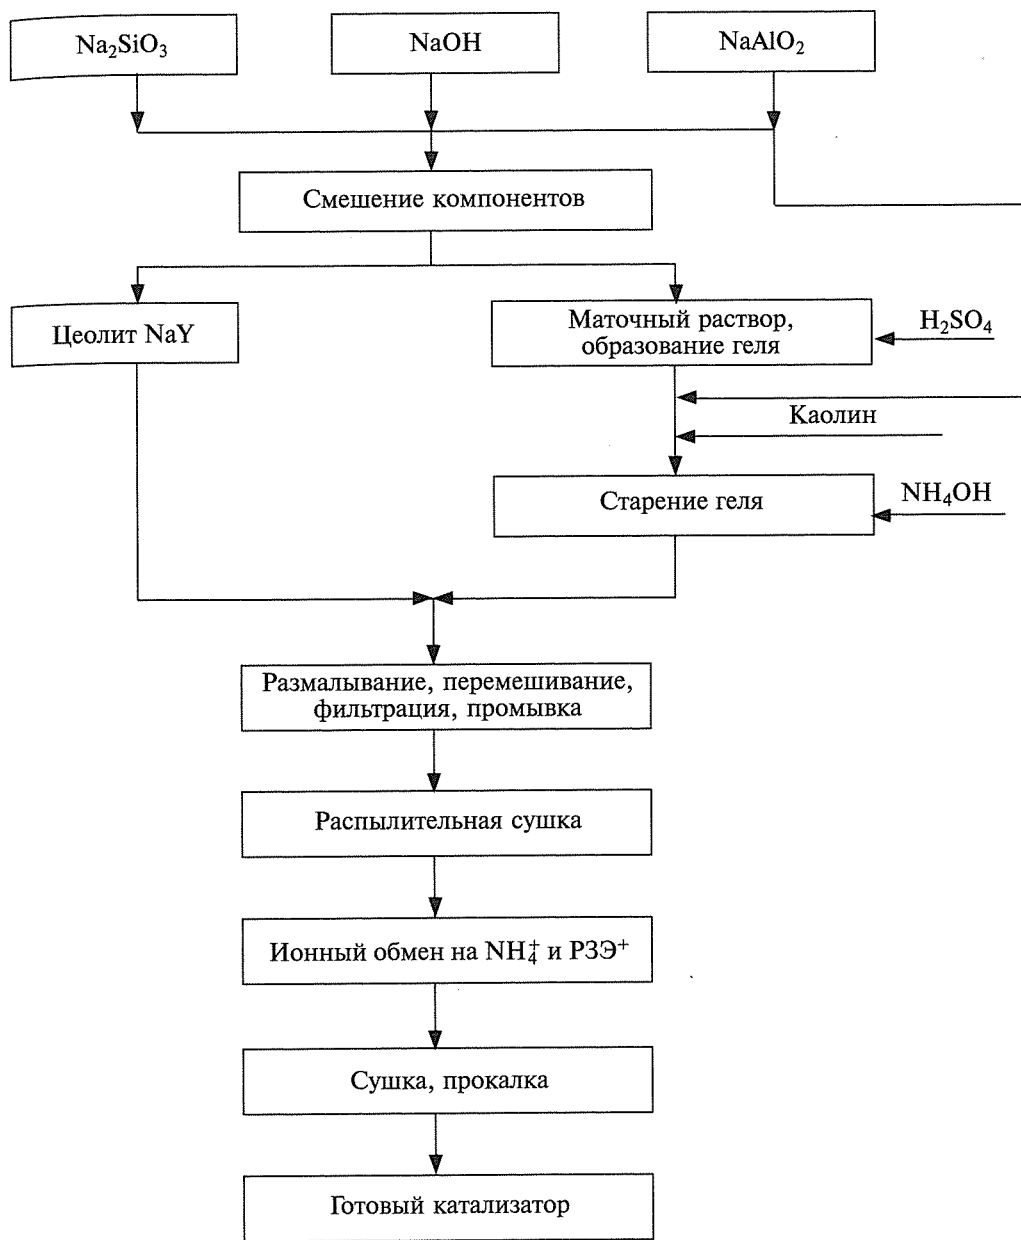 Na₂SiO₃
NaOH
NaAlO₂
Смешение компонентов
Цеолит NaY
Маточный раствор,
образование геля
H₂SO₄
Каолин
Старение геля
NH₄OH
Размалывание, перемешивание,
фильтрация, промывка
Распылительная сушка
Ионный обмен на NH₄⁺ и РЗЭ⁺
Сушка, прокалка
Готовый катализатор